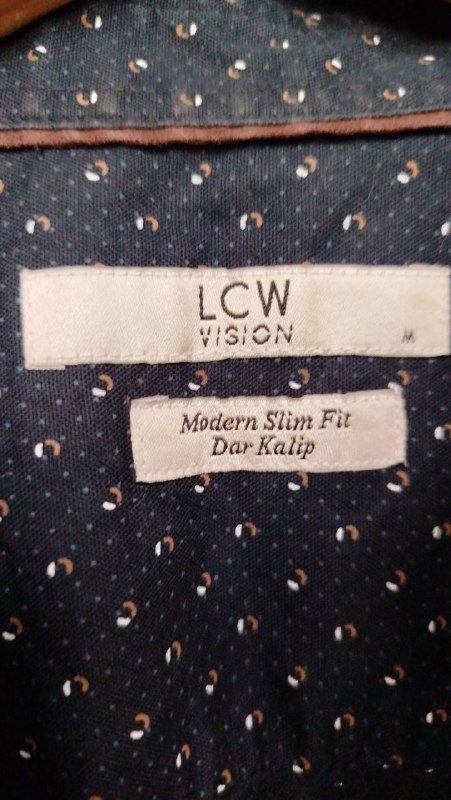 LCW
VISION
M
Modern Slim Fit
Dar Kalip